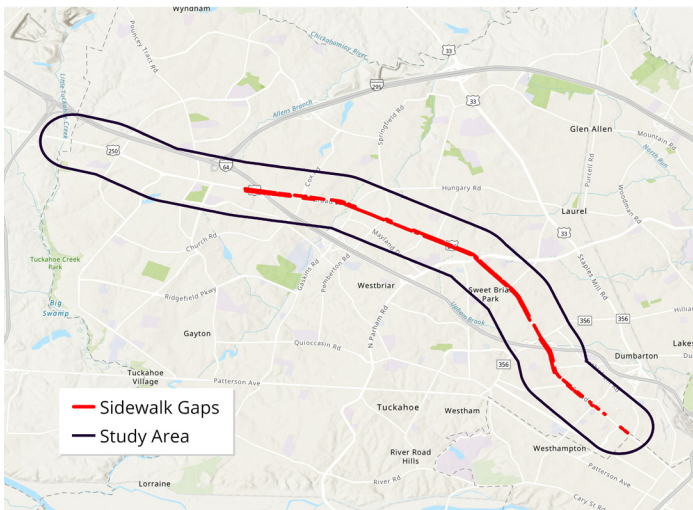 Wyndham
Pouncey Tract Rd
Chickahominy River
33
295
Little Tuckahoe Creek
Allens Branch
33
Springfield Rd
Glen Allen
Mountain Rd
North Run
250
64
Cox Rd
Hungary Rd
Purcell Rd
Woodman Rd
Laurel
33
Church Rd
Mayland
Tuckahoe Creek
Park
Gaskins Rd
Pemberton Rd
Staples Mill Rd
Westbriar
Sweet Briar
Park
Ridgefield Pkwy
Big
Swamp
Upham Brook
N Parham Rd
356
356
Gayton
Quioccasin Rd
Dumbarton
356
Tuckahoe
Village
Patterson Ave
Sidewalk Gaps
Study Area
Tuckahoe
Westham
Westhampton
River Road
Hills
Patterson Ave
Lorraine
River Rd
Cary St Rd